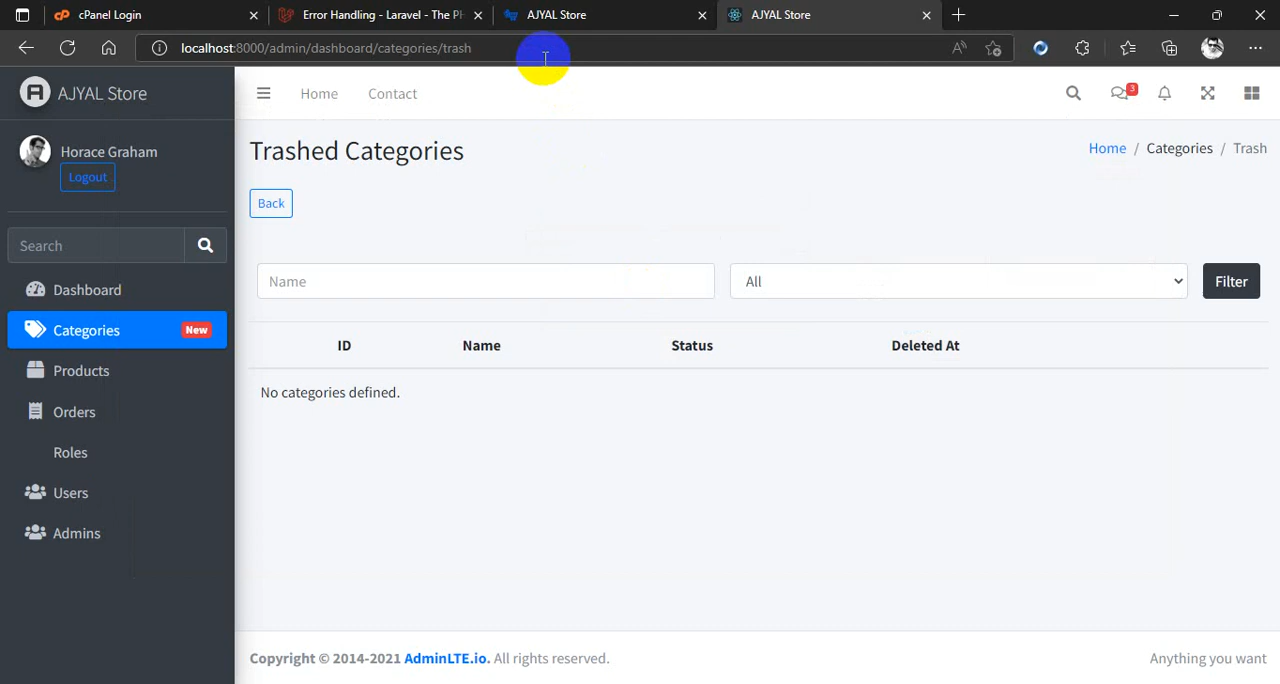 cPanel Login
Error Handling - Laravel - The PH
AJYAL Store
AJYAL Store
localhost:8000/admin/dashboard/categories/trash
AJYAL Store
Home
Contact
3
Horace Graham
Logout
Trashed Categories
Home / Categories / Trash
Back
Search
Name
All
Filter
Dashboard
Categories
New
Products
Orders
Roles
Users
Admins
ID
Name
Status
Deleted At
No categories defined.
Copyright © 2014-2021 AdminLTE.io. All rights reserved.
Anything you want